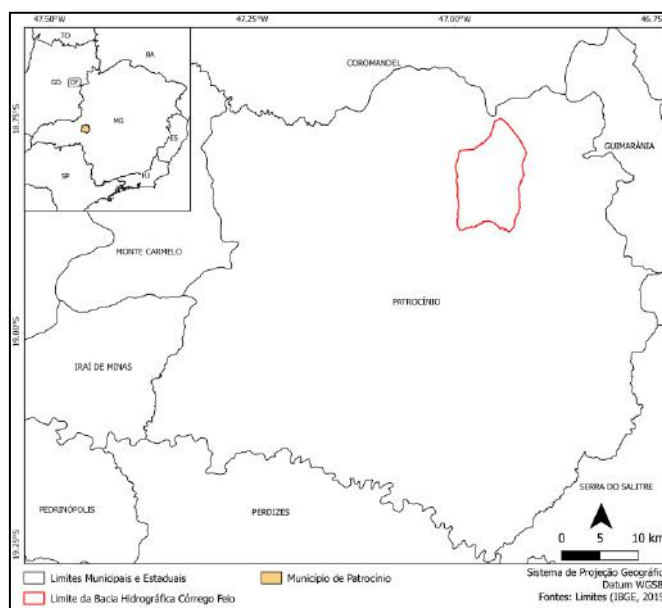 47.50°W 47.25°W 47.00°W 46.75°
TO
BA
GO
DF
MG
ES
SP
RJ
18.75°S
19.00°S
19.25°S
COROMANDEL
GUIMARÂNIA
MONTE CARMELO
PATROCÍNIO
IRAÍ DE MINAS
SERRA DO SALITRE
PEDRINÓPOLIS
PERDIZES
0 5 10 km
Limites Municipais e Estaduais
Município de Patrocínio
Limite da Bacia Hidrográfica Córrego Feio
Sistema de Projeção Geográfic
Datum WGS8
Fontes: Limites (IBGE, 2019